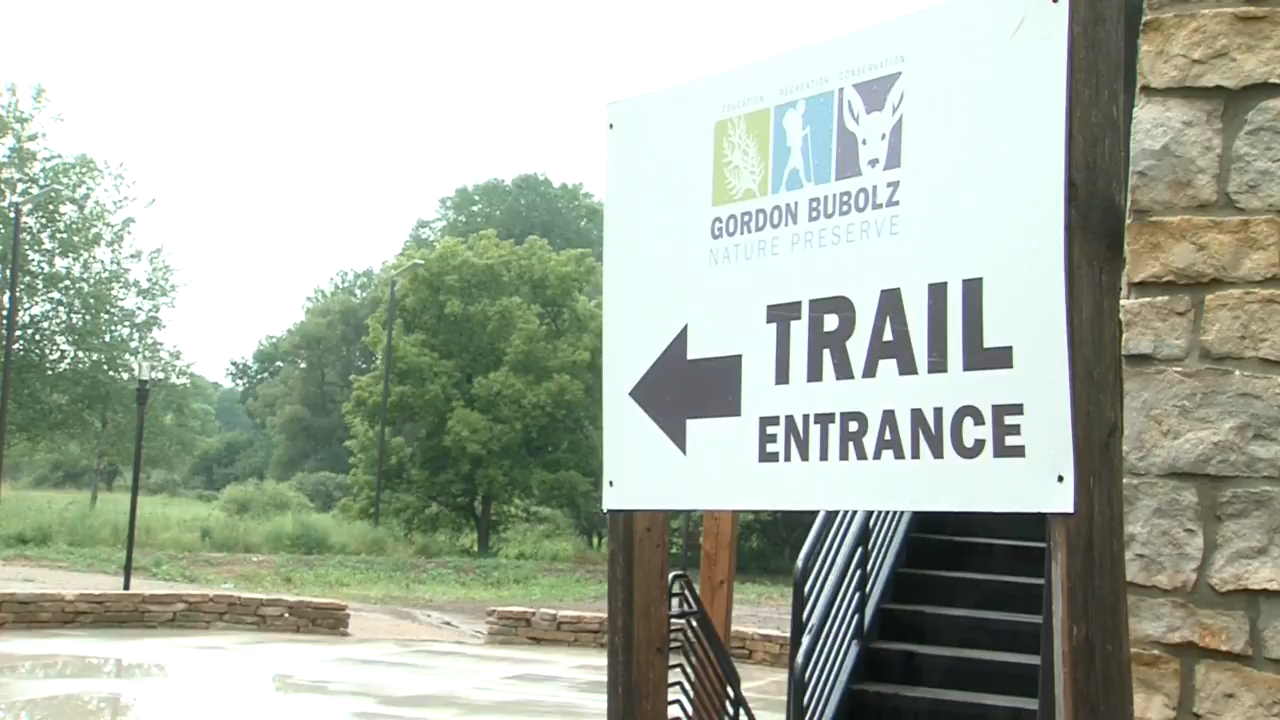 EDUCATION RECREATION CONSERVATION
GORDON BUBOLZ
NATURE PRESERVE
TRAIL
ENTRANCE